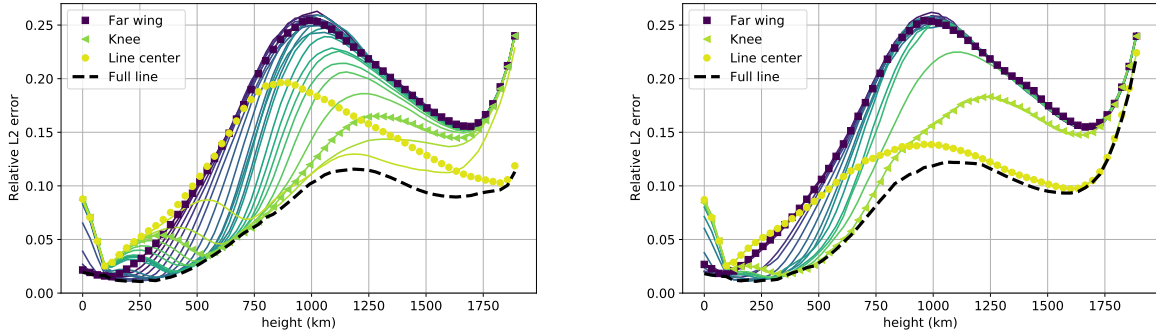 Relative L2 error
0.25
0.20
0.15
0.10
0.05
0.00
Far wing
Knee
Line center
Full line
0 250 500 750 1000 1250 1500 1750
height (km)
Relative L2 error
0.25
0.20
0.15
0.10
0.05
0.00
Far wing
Knee
Line center
Full line
0 250 500 750 1000 1250 1500 1750
height (km)